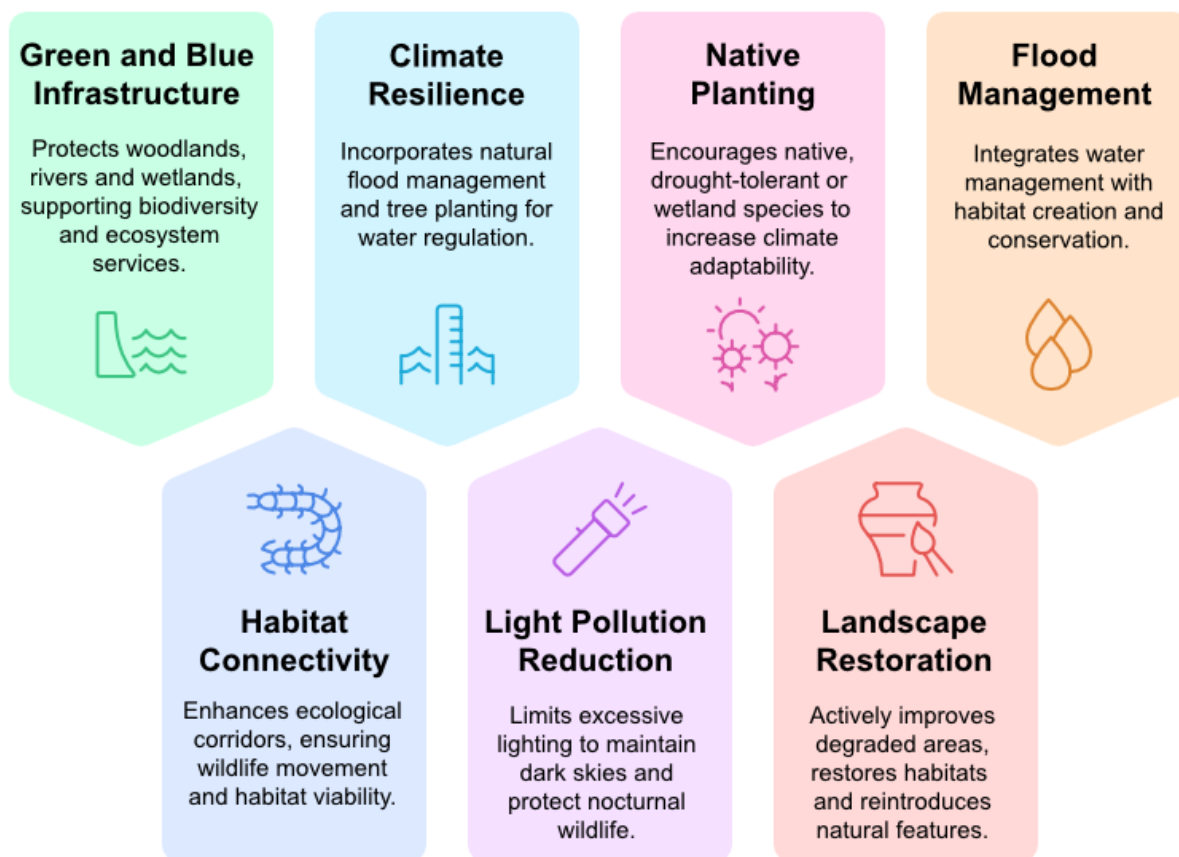 Green and Blue
Infrastructure
Protects woodlands,
rivers and wetlands,
supporting biodiversity
and ecosystem
services.
Climate
Resilience
Incorporates natural
flood management
and tree planting for
water regulation.
Native
Planting
Encourages native,
drought-tolerant or
wetland species to
increase climate
adaptability.
Flood
Management
Integrates water
management with
habitat creation and
conservation.
Habitat
Connectivity
Enhances ecological
corridors, ensuring
wildlife movement
and habitat viability.
Light Pollution
Reduction
Limits excessive
lighting to maintain
dark skies and
protect nocturnal
wildlife.
Landscape
Restoration
Actively improves
degraded areas,
restores habitats
and reintroduces
natural features.